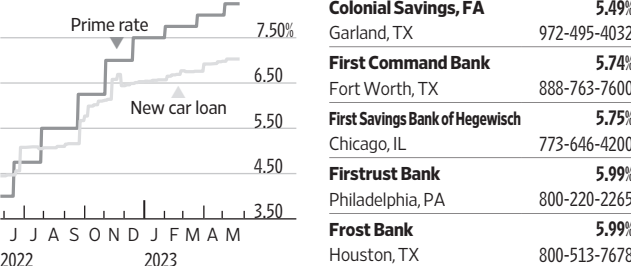 Prime rate
New car loan
7.50%
6.50
5.50
4.50
3.50
J J A S O N D J F M A M
2022 2023
Colonial Savings, FA 5.49%
Garland, TX 972-495-4032
First Command Bank 5.74%
Fort Worth, TX 888-763-7600
First Savings Bank of Hegewisch 5.75%
Chicago, IL 773-646-4200
Firstrust Bank 5.99%
Philadelphia, PA 800-220-2265
Frost Bank 5.99%
Houston, TX 800-513-7678